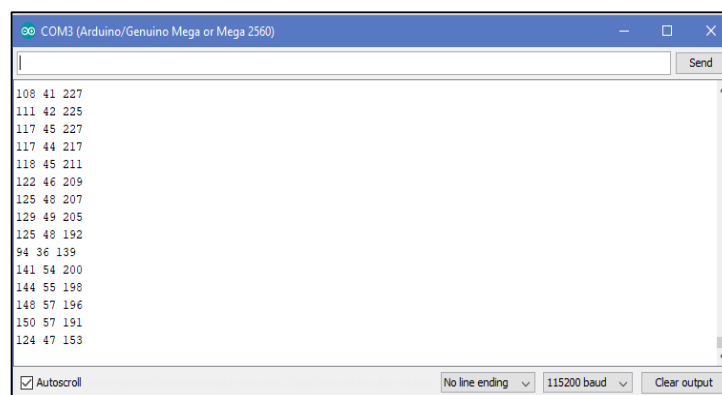 COM3 (Arduino/Genuino Mega or Mega 2560)
Send
108 41 227
111 42 225
117 45 227
117 44 217
118 45 211
122 46 209
125 48 207
129 49 205
125 48 192
94 36 139
141 54 200
144 55 198
148 57 196
150 57 191
124 47 153
Autoscroll No line ending 115200 baud Clear output